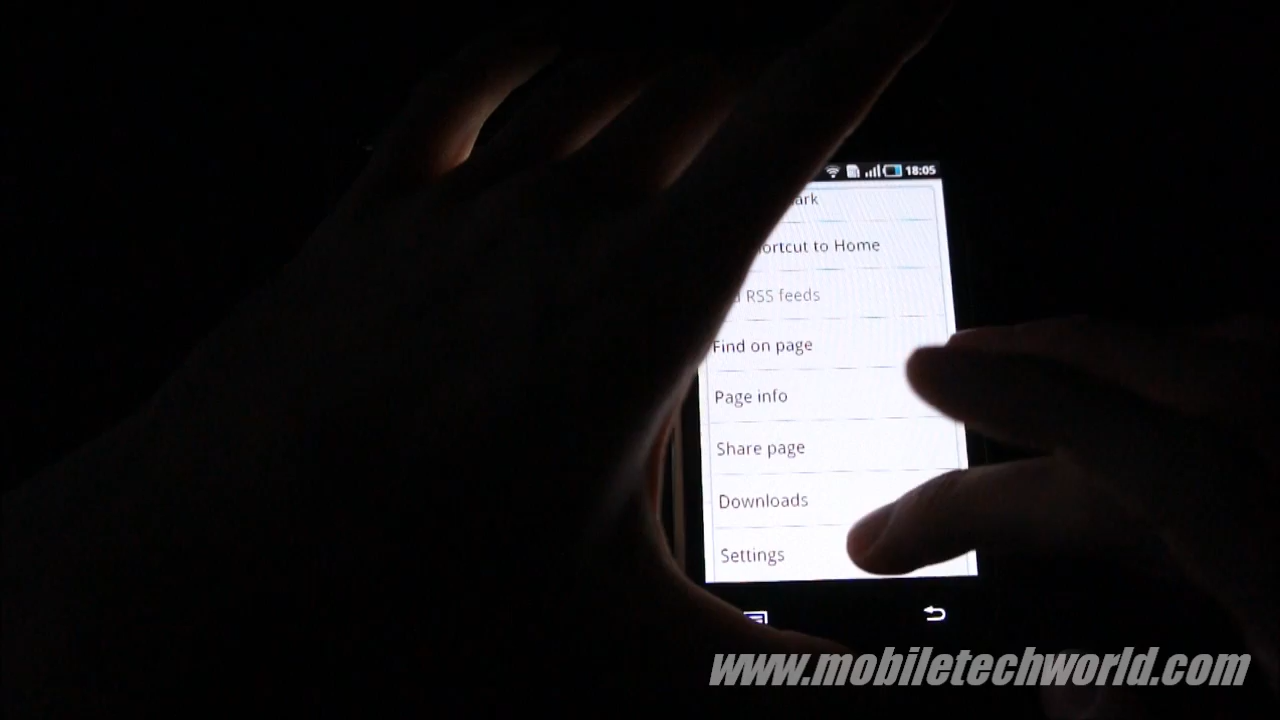 18:05
ark
ortcut to Home
RSS feeds
Find on page
Page info
Share page
Downloads
Settings
www.mobiletechworld.com